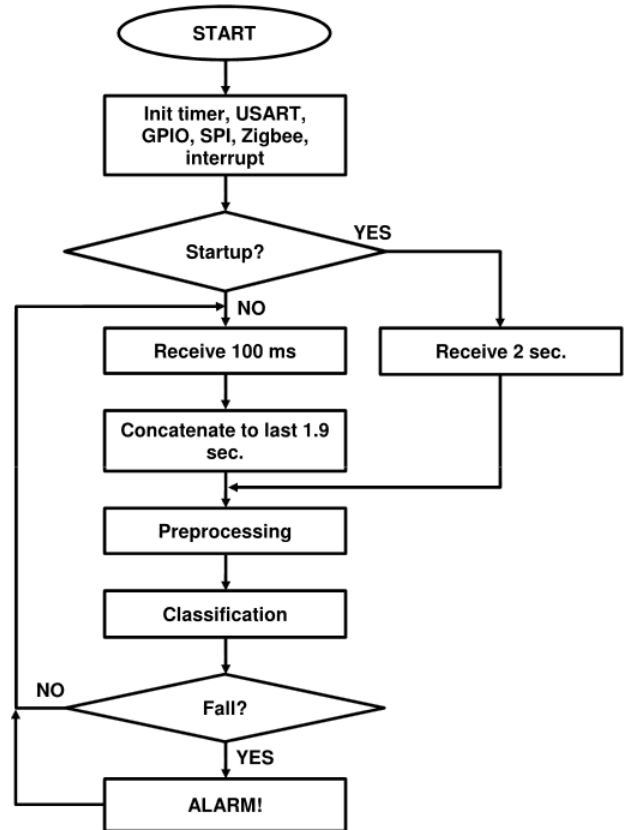 START
Init timer, USART,
GPIO, SPI, Zigbee,
interrupt
YES
Startup?
NO
Receive 100 ms
Receive 2 sec.
Concatenate to last 1.9
sec.
Preprocessing
Classification
NO
Fall?
YES
ALARM!